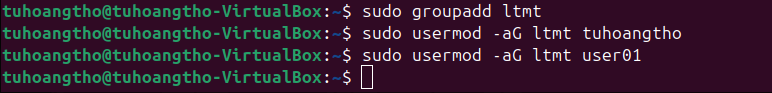 tuhoangtho@tuhoangtho-VirtualBox:~$ sudo groupadd ltmt
tuhoangtho@tuhoangtho-VirtualBox:~$ sudo usermod -aG ltmt tuhoangtho
tuhoangtho@tuhoangtho-VirtualBox:~$ sudo usermod -aG ltmt user01
tuhoangtho@tuhoangtho-VirtualBox:~$